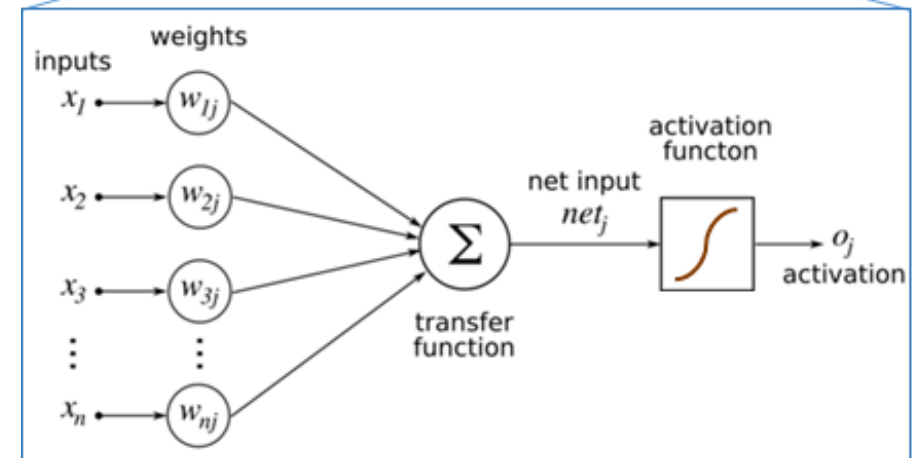 weights
inputs
x1
w1j
activation
functon
x2
w2j
net input
netj
Σ
oj
activation
x3
w3j
transfer
function
⋮ ⋮
xn
wnj